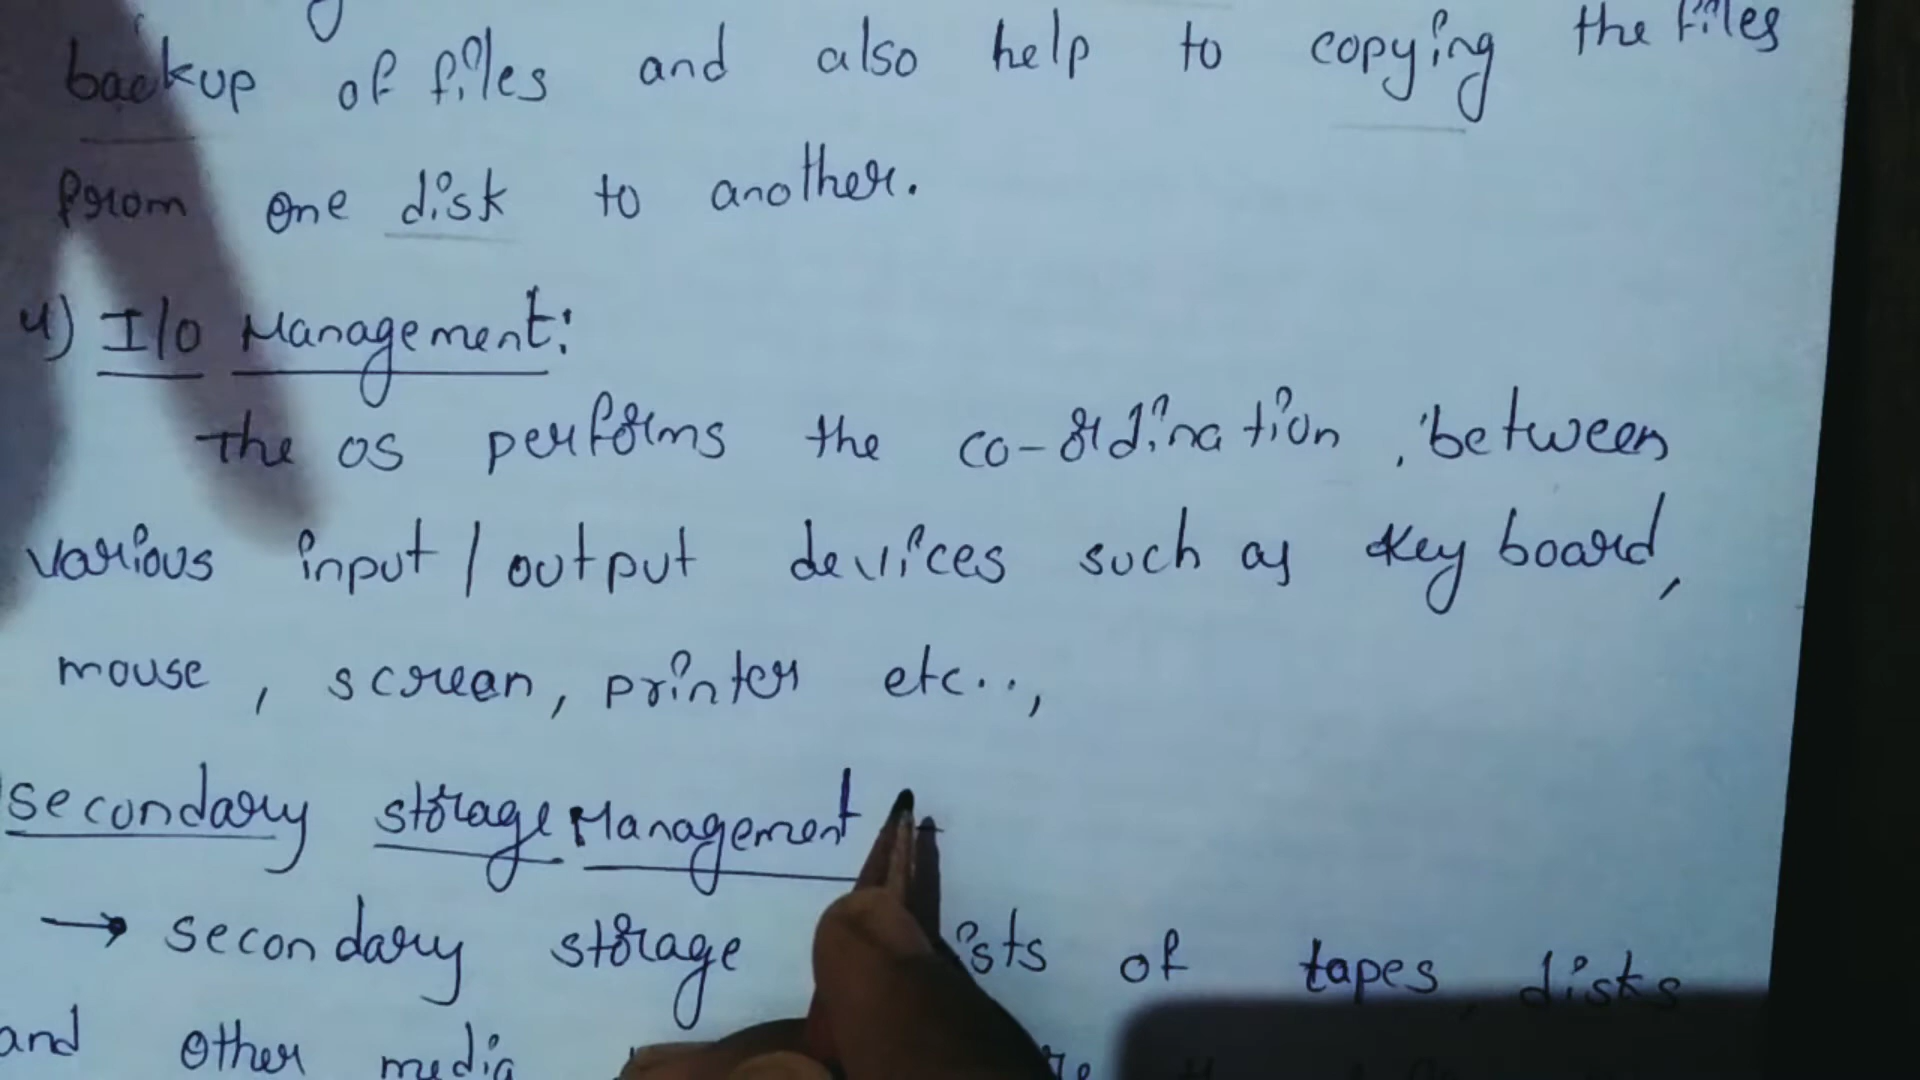 backup of files and also help to copying the files
from one disk to another.
4) I/O Management:
The OS performs the co-ordination, between
various input/output devices such as Key board,
mouse, screen, printer etc..,
secondary storage Management
→ secondary storage of tapes, disks
and other media